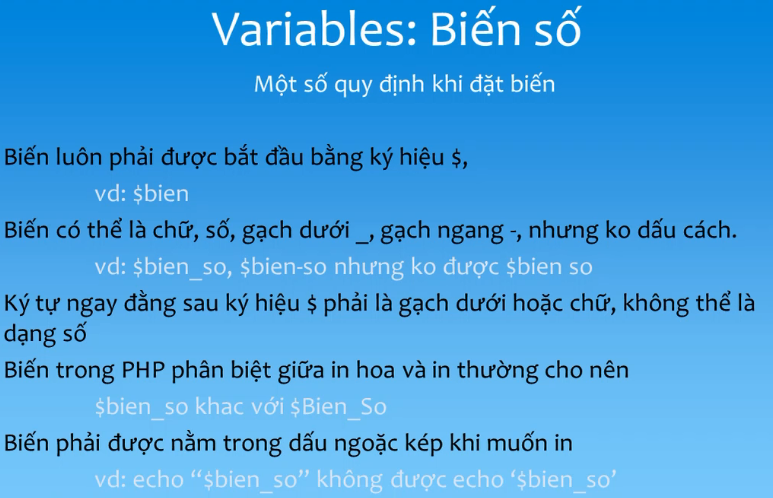 Variables: Biến số
Một số quy định khi đặt biến
Biến luôn phải được bắt đầu bằng ký hiệu $,
vd: $bien
Biến có thể là chữ, số, gạch dưới _, gạch ngang -, nhưng ko dấu cách.
vd: $bien_so, $bien-so nhưng ko được $bien so
Ký tự ngay đằng sau ký hiệu $ phải là gạch dưới hoặc chữ, không thể là
dạng số
Biến trong PHP phân biệt giữa in hoa và in thường cho nên
$bien_so khac với $Bien_So
Biến phải được nằm trong dấu ngoặc kép khi muốn in
vd: echo “$bien_so” không được echo ‘$bien_so’